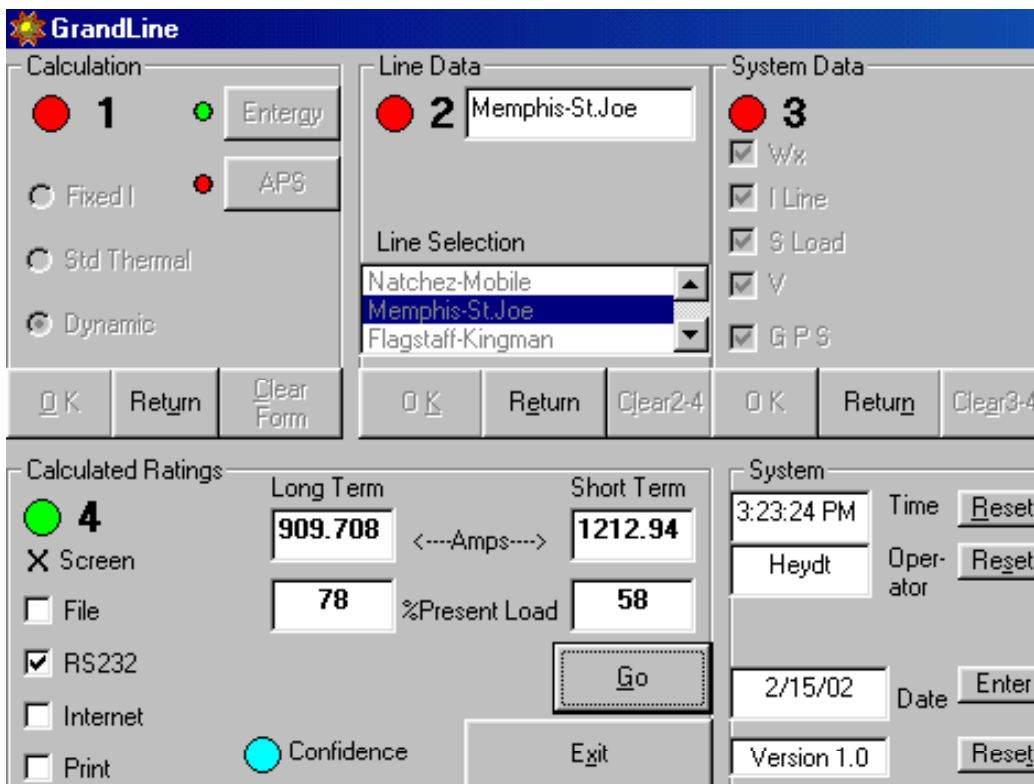 GrandLine
Calculation
1
Entergy
Fixed I
APS
Std Thermal
Dynamic
O K
Return
Clear Form
Line Data
2
Memphis-St.Joe
Line Selection
Natchez-Mobile
Memphis-St.Joe
Flagstaff-Kingman
O K
Return
Clear2-4
System Data
3
Wx
I Line
S Load
V
G P S
O K
Return
Clear3-4
Calculated Ratings
4
X Screen
File
RS232
Internet
Print
Long Term
Short Term
909.708
<----Amps---->
1212.94
78
%Present Load
58
Go
Confidence
Exit
System
3:23:24 PM
Time
Reset
Heydt
Oper-
ator
Reset
2/15/02
Date
Enter
Version 1.0
Reset